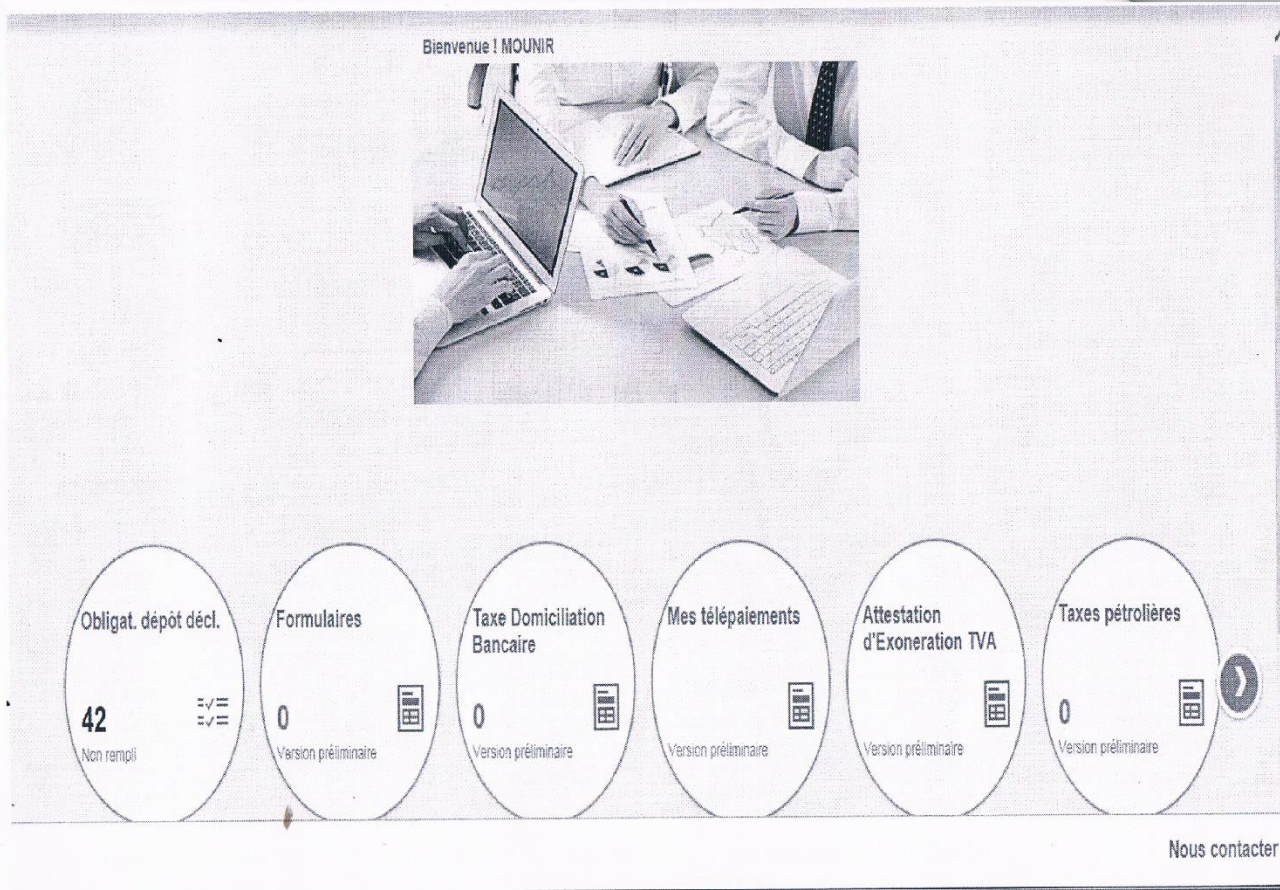 Bienvenue ! MOUNIR
Obligat. dépôt décl.
42
Non rempli
Formulaires
0
Version préliminaire
Taxe Domiciliation
Bancaire
0
Version préliminaire
Mes télépaiements
Version préliminaire
Attestation
d'Exoneration TVA
Version préliminaire
Taxes pétrolières
0
Version préliminaire
Nous contacter